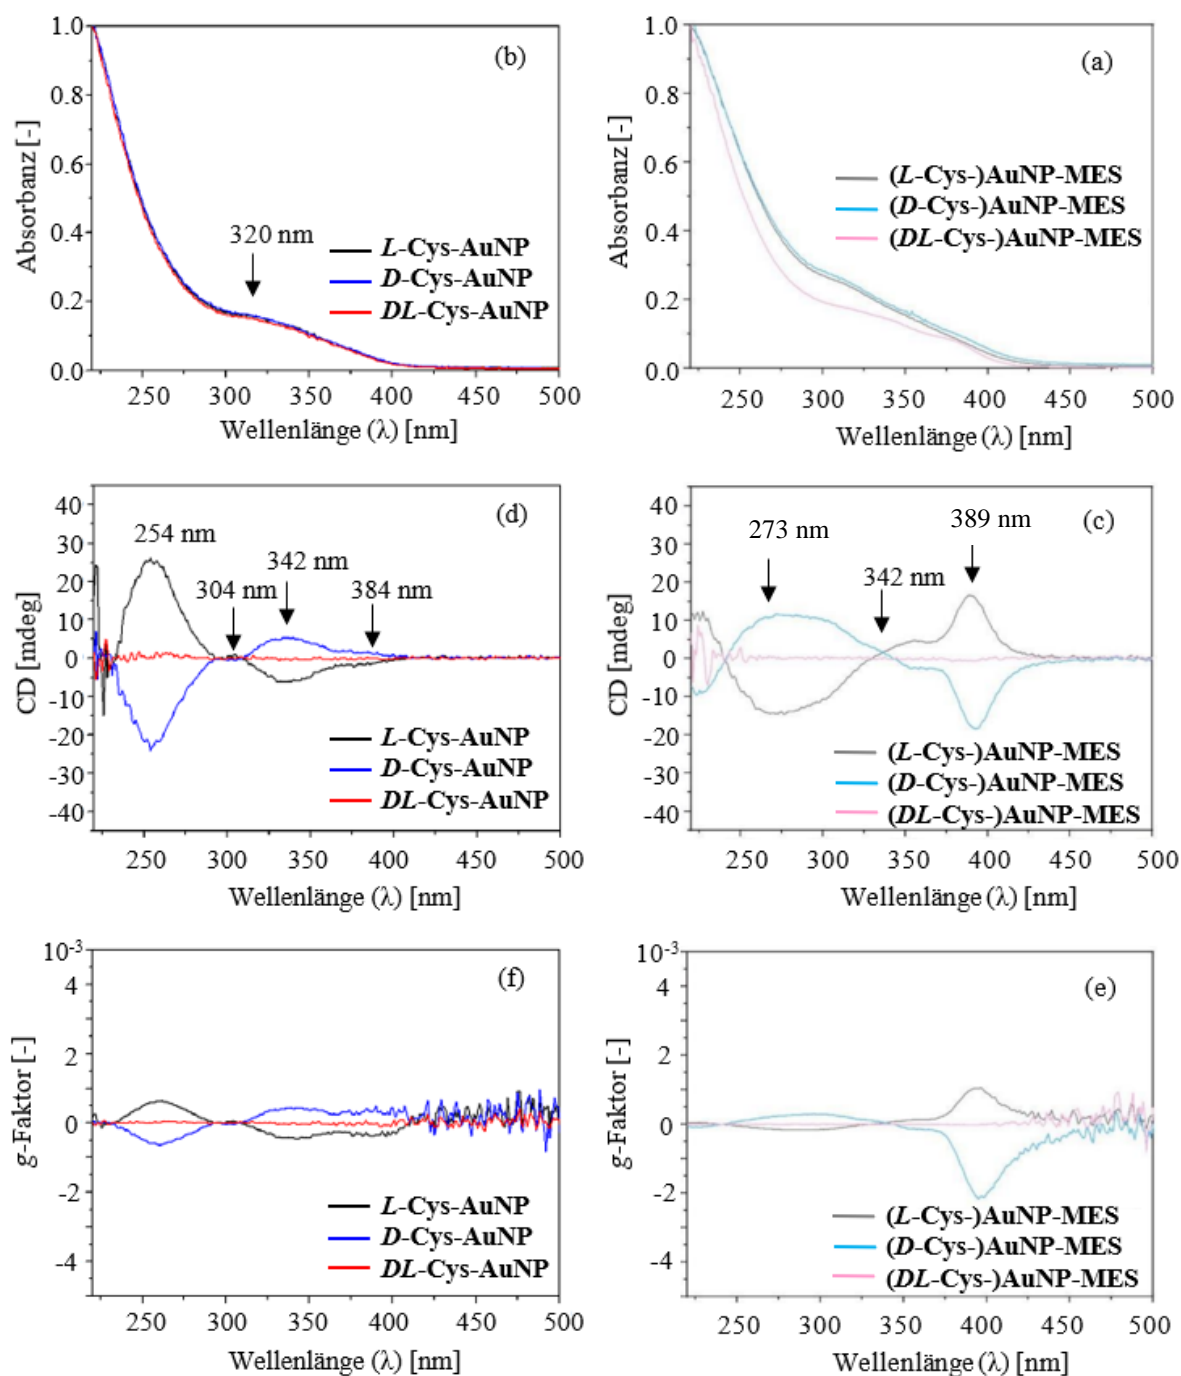 (b)
1.0
0.8
0.6
0.4
0.2
0.0
Absorbanz [-]
320 nm
L-Cys-AuNP
D-Cys-AuNP
DL-Cys-AuNP
250 300 350 400 450 500
Wellenlänge (λ) [nm]
(a)
1.0
0.8
0.6
0.4
0.2
0.0
Absorbanz [-]
(L-Cys-)AuNP-MES
(D-Cys-)AuNP-MES
(DL-Cys-)AuNP-MES
250 300 350 400 450 500
Wellenlänge (λ) [nm]
(d)
40
30
20
10
0
-10
-20
-30
-40
CD [mdeg]
254 nm
304 nm
342 nm
384 nm
L-Cys-AuNP
D-Cys-AuNP
DL-Cys-AuNP
250 300 350 400 450 500
Wellenlänge (λ) [nm]
(c)
40
30
20
10
0
-10
-20
-30
-40
CD [mdeg]
273 nm
342 nm
389 nm
(L-Cys-)AuNP-MES
(D-Cys-)AuNP-MES
(DL-Cys-)AuNP-MES
250 300 350 400 450 500
Wellenlänge (λ) [nm]
(f)
10-3
4
2
0
-2
-4
g-Faktor [-]
L-Cys-AuNP
D-Cys-AuNP
DL-Cys-AuNP
250 300 350 400 450 500
Wellenlänge (λ) [nm]
(e)
10-3
4
2
0
-2
-4
g-Faktor [-]
(L-Cys-)AuNP-MES
(D-Cys-)AuNP-MES
(DL-Cys-)AuNP-MES
250 300 350 400 450 500
Wellenlänge (λ) [nm]